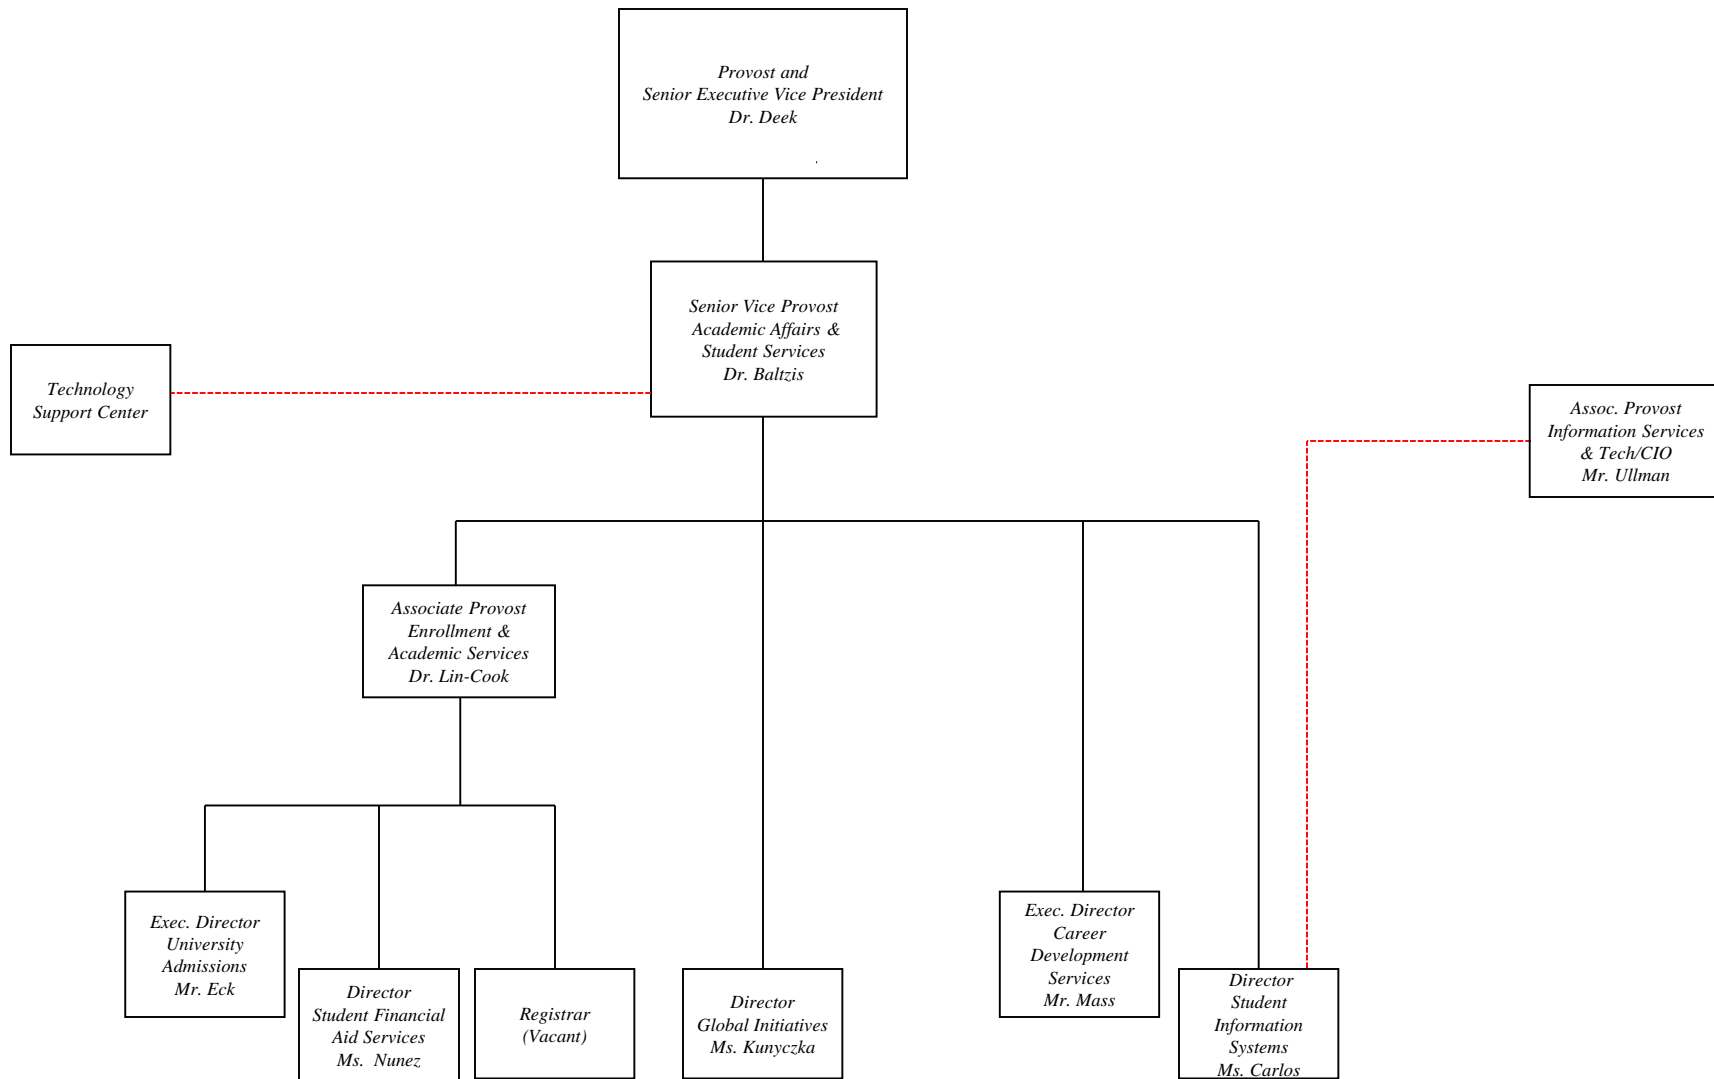 Provost and
Senior Executive Vice President
Dr. Deek
Senior Vice Provost
Academic Affairs &
Student Services
Dr. Baltzis
Technology
Support Center
Assoc. Provost
Information Services
& Tech/CIO
Mr. Ullman
Associate Provost
Enrollment &
Academic Services
Dr. Lin-Cook
Exec. Director
University
Admissions
Mr. Eck
Director
Student Financial
Aid Services
Ms. Nunez
Registrar
(Vacant)
Director
Global Initiatives
Ms. Kunyczka
Exec. Director
Career
Development
Services
Mr. Mass
Director
Student
Information
Systems
Ms. Carlos